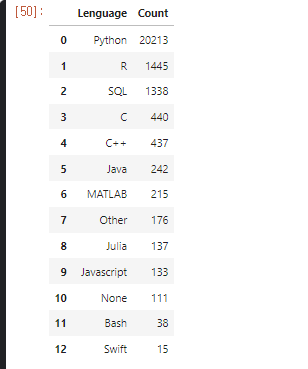 [50]:
Lenguage Count
0 Python 20213
1 R 1445
2 SQL 1338
3 C 440
4 C++ 437
5 Java 242
6 MATLAB 215
7 Other 176
8 Julia 137
9 Javascript 133
10 None 111
11 Bash 38
12 Swift 15